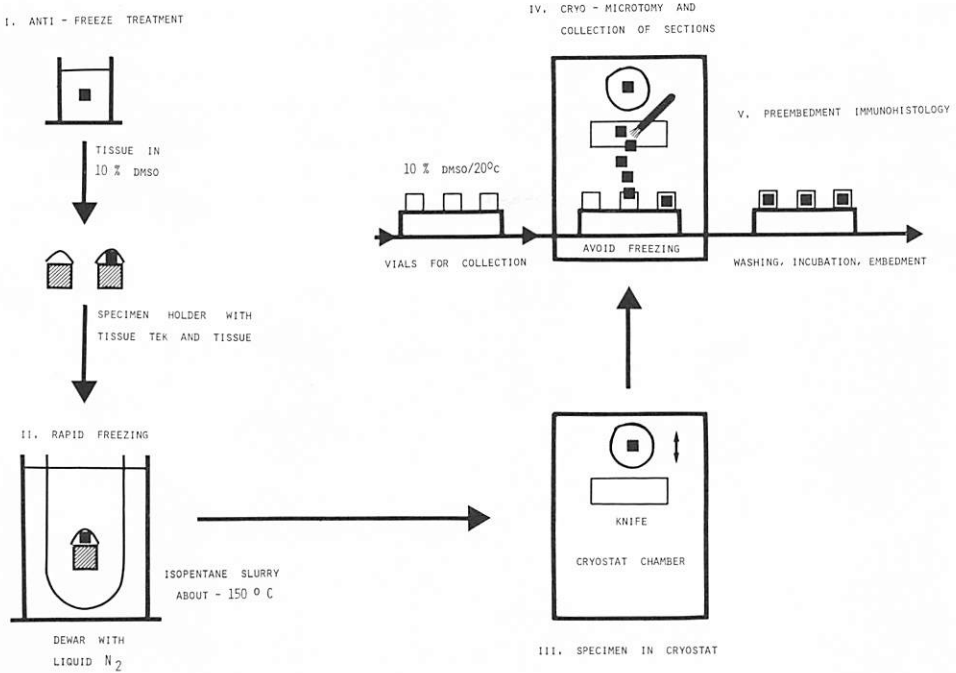 I. ANTI - FREEZE TREATMENT
TISSUE IN
10 % DMSO
SPECIMEN HOLDER WITH
TISSUE TEK AND TISSUE
II. RAPID FREEZING
ISOPENTANE SLURRY
ABOUT - 150 ° C
DEWAR WITH
LIQUID N2
KNIFE
CRYOSTAT CHAMBER
III. SPECIMEN IN CRYOSTAT
IV. CRYO - MICROTOMY AND
COLLECTION OF SECTIONS
10 % DMSO/20°C
VIALS FOR COLLECTION
AVOID FREEZING
V. PREEMBEDMENT IMMUNOHISTOLOGY
WASHING, INCUBATION, EMBEDMENT